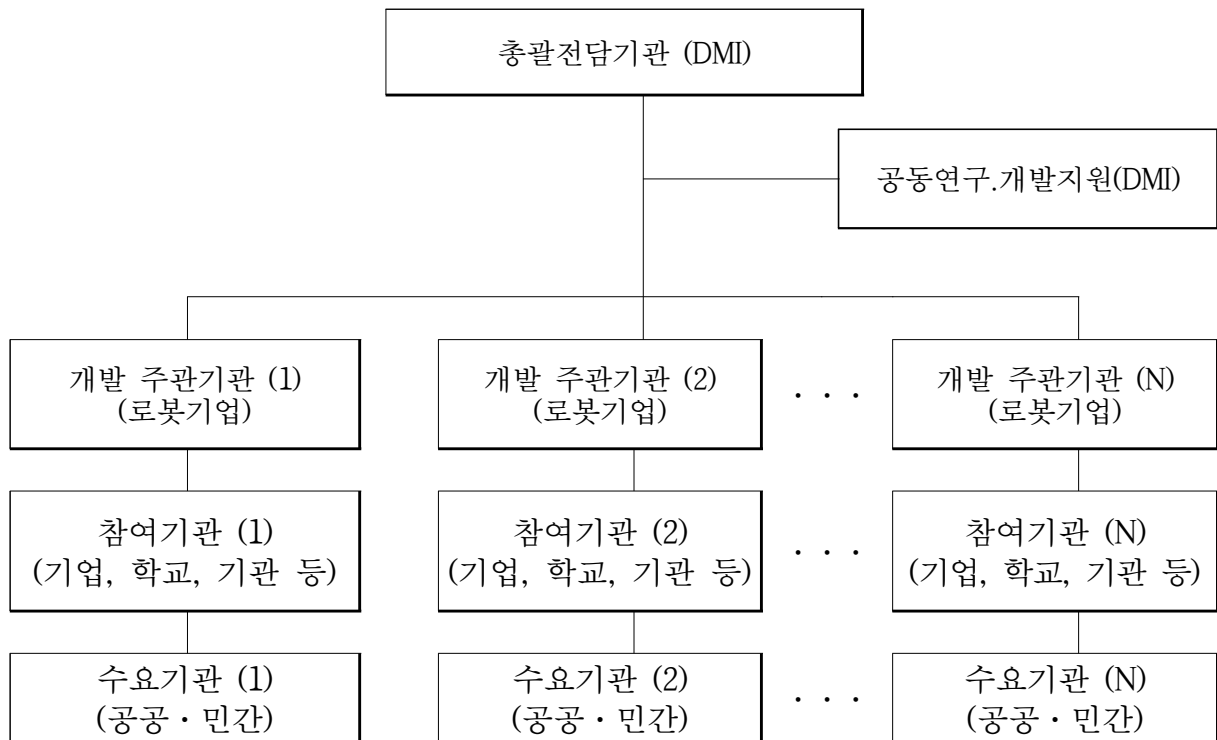 총괄전담기관 (DMI)
공동연구.개발지원(DMI)
개발 주관기관 (1)
(로봇기업)
개발 주관기관 (2)
(로봇기업)
· · ·
개발 주관기관 (N)
(로봇기업)
참여기관 (1)
(기업, 학교, 기관 등)
참여기관 (2)
(기업, 학교, 기관 등)
· · ·
참여기관 (N)
(기업, 학교, 기관 등)
수요기관 (1)
(공공·민간)
수요기관 (2)
(공공·민간)
· · ·
수요기관 (N)
(공공·민간)